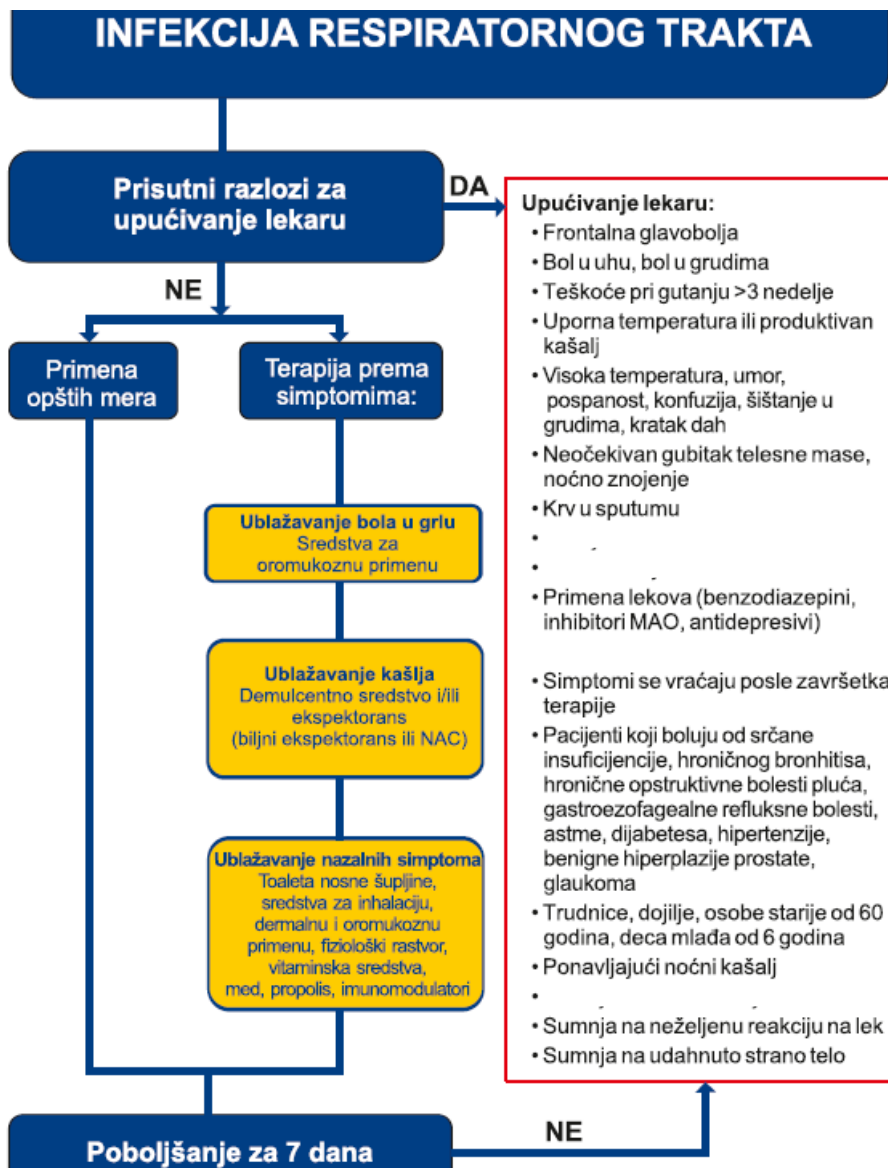 INFEKCIJA RESPIRATORNOG TRAKTA
Prisutni razlozi za
upućivanje lekaru
DA
NE
Primena
opštih mera
Terapija prema
simptomima:
Ublažavanje bola u grlu
Sredstva za
oromukoznu primenu
Ublažavanje kašlja
Demulcentno sredstvo i/ili
ekspektorans
(biljni ekspektorans ili NAC)
Ublažavanje nazalnih simptoma
Toaleta nosne šupljine,
sredstva za inhalaciju,
dermalnu i oromukoznu
primenu, fiziološki rastvor,
vitaminska sredstva,
med, propolis, imunomodulatori
Upućivanje lekaru:
• Frontalna glavobolja
• Bol u uhu, bol u grudima
• Teškoće pri gutanju >3 nedelje
• Uporna temperatura ili produktivan
kašalj
• Visoka temperatura, umor,
pospanost, konfuzija, šištanje u
grudima, kratak dah
• Neočekivan gubitak telesne mase,
noćno znojenje
• Krv u sputumu
•
•
• Primena lekova (benzodiazepini,
inhibitori MAO, antidepresivi)
• Simptomi se vraćaju posle završetka
terapije
• Pacijenti koji boluju od srčane
insuficijencije, hroničnog bronhitisa,
hronične opstruktivne bolesti pluća,
gastroezofagealne refluksne bolesti,
astme, dijabetesa, hipertenzije,
benigne hiperplazije prostate,
glaukoma
• Trudnice, dojilje, osobe starije od 60
godina, deca mlađa od 6 godina
• Ponavljajući noćni kašalj
•
• Sumnja na neželjenu reakciju na lek
• Sumnja na udahnuto strano telo
Poboljšanje za 7 dana
NE